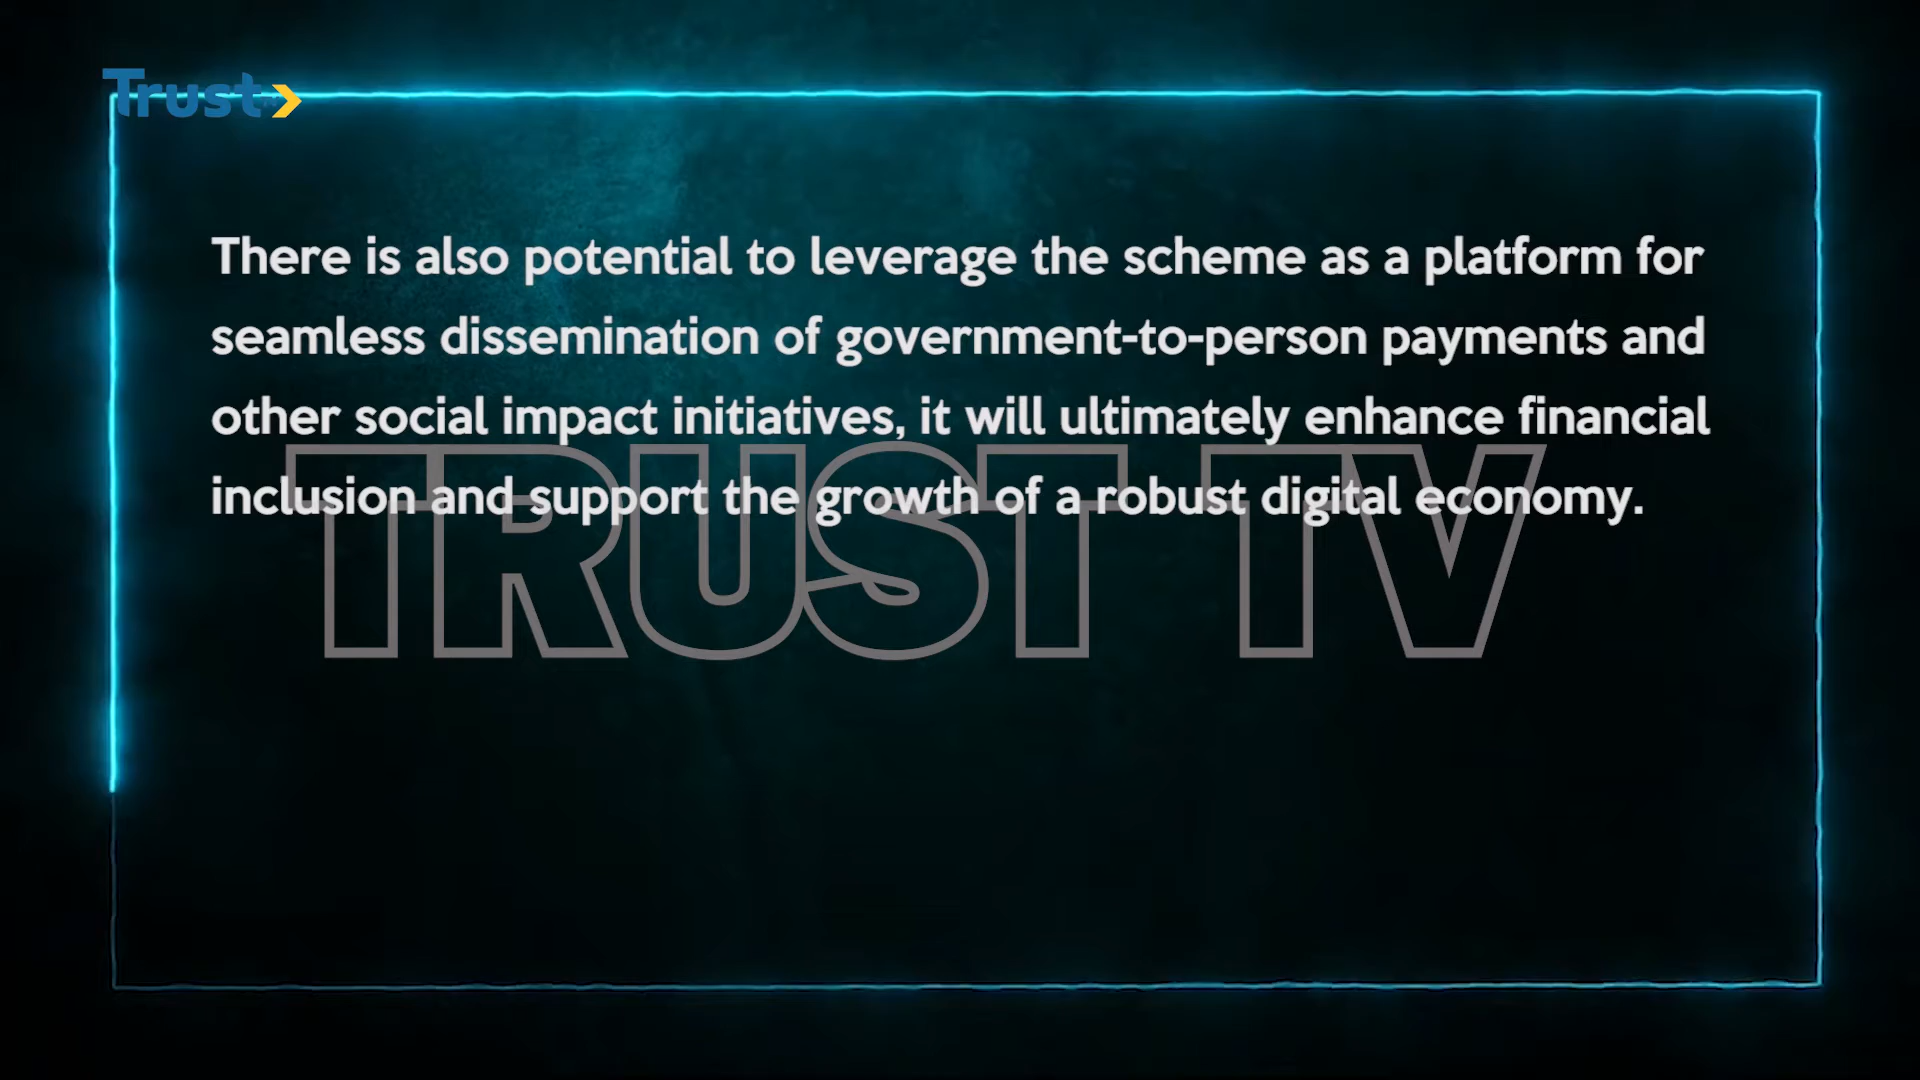 Trust
There is also potential to leverage the scheme as a platform for
seamless dissemination of government-to-person payments and
other social impact initiatives, it will ultimately enhance financial
inclusion and support the growth of a robust digital economy.
TRUST TV